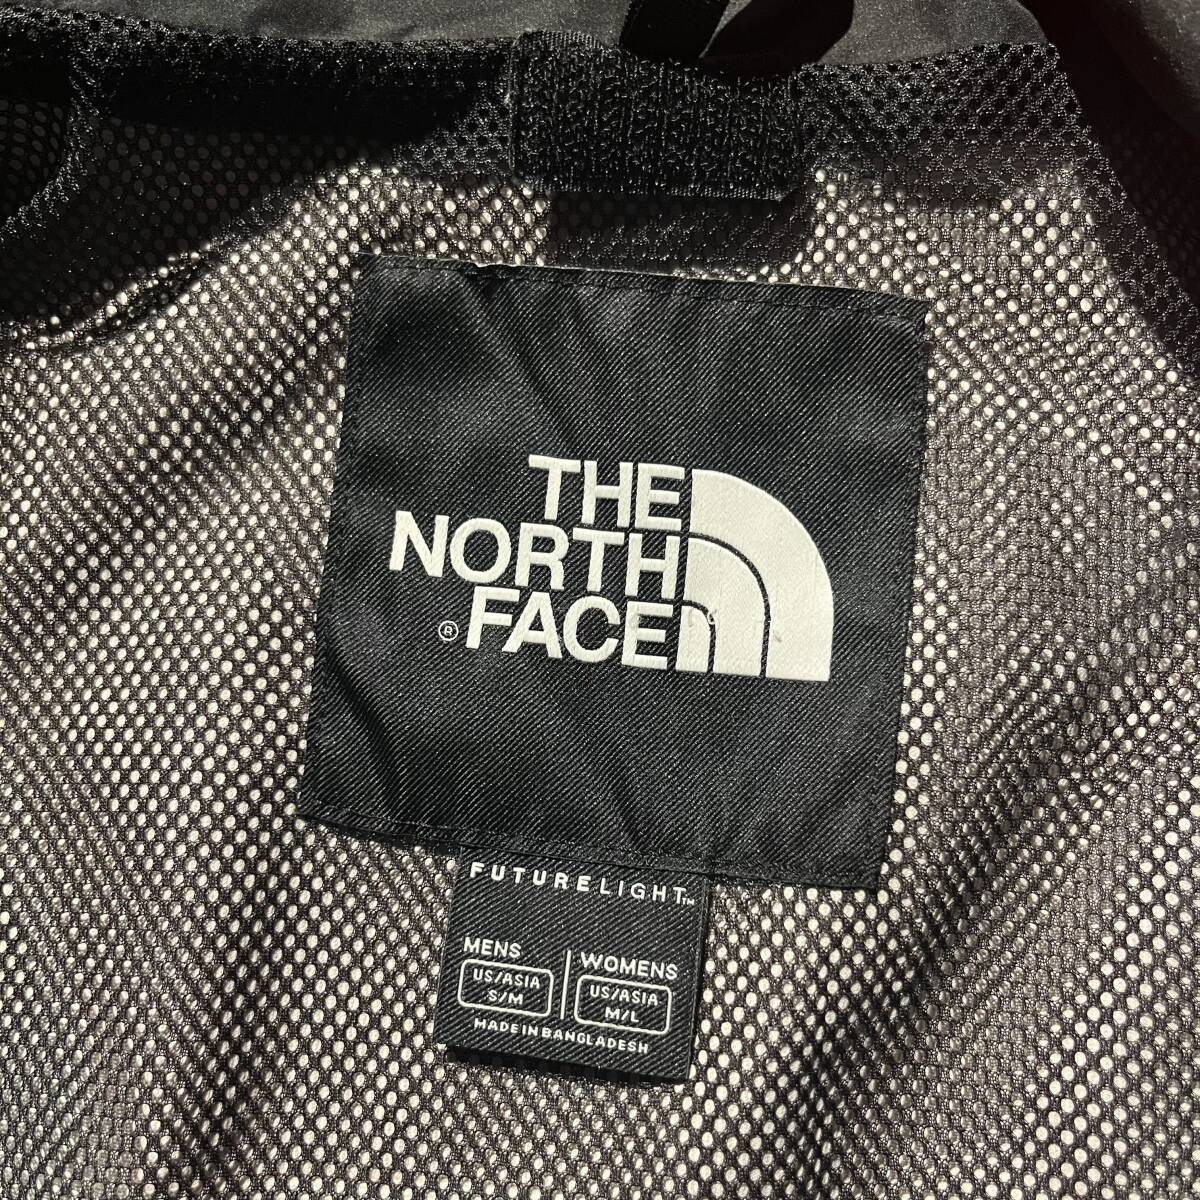 THE
NORTH
® FACE
FUTURELIGHT™
MENS
US/ASIA
S/M
WOMENS
US/ASIA
M/L
MADE IN BANGLADESH